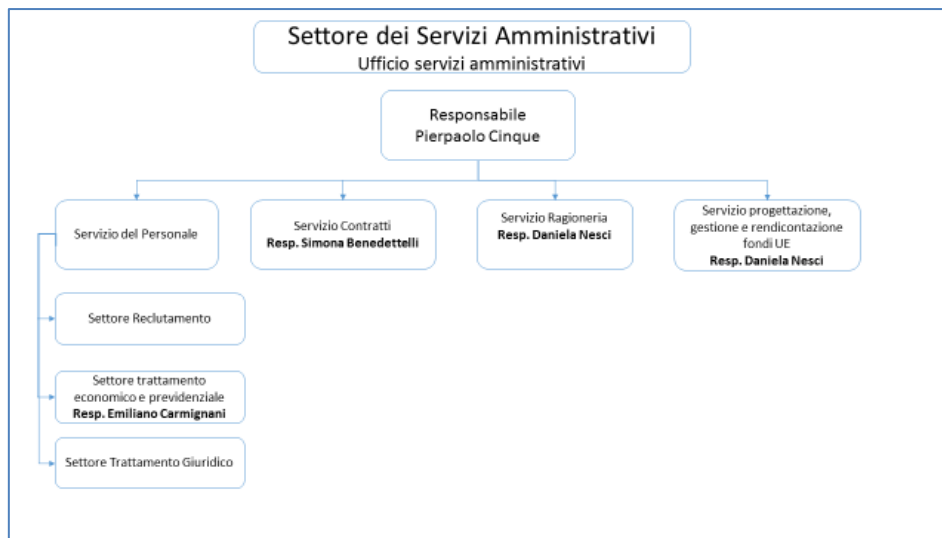 Settore dei Servizi Amministrativi
Ufficio servizi amministrativi
Responsabile
Pierpaolo Cinque
Servizio del Personale
Servizio Contratti
Resp. Simona Benedettelli
Servizio Ragioneria
Resp. Daniela Nesci
Servizio progettazione,
gestione e rendicontazione
fondi UE
Resp. Daniela Nesci
Settore Reclutamento
Settore trattamento
economico e previdenziale
Resp. Emiliano Carmignani
Settore Trattamento Giuridico